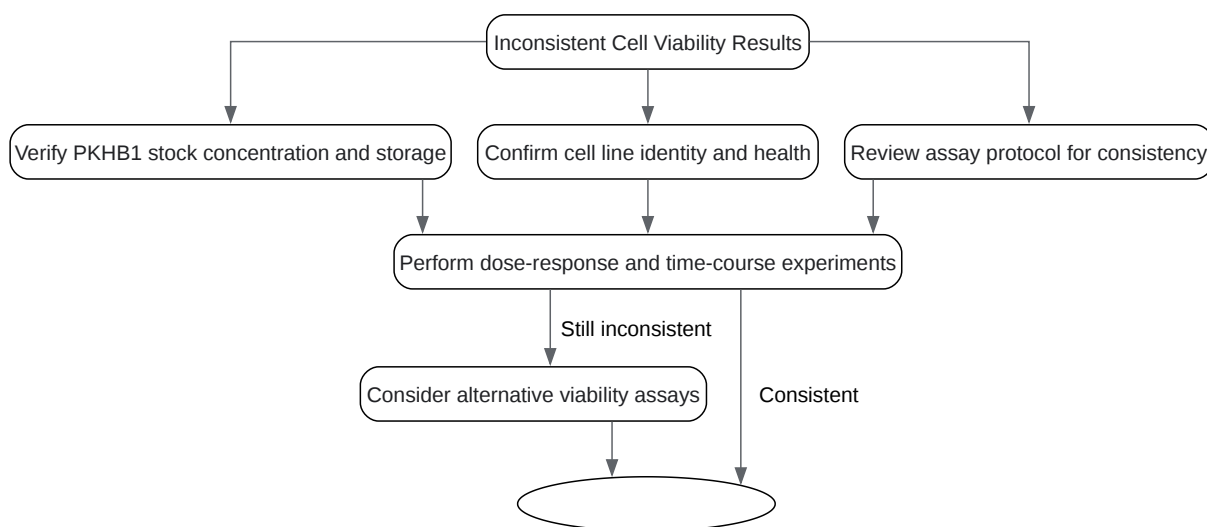 Inconsistent Cell Viability Results
Verify PKHB1 stock concentration and storage
Confirm cell line identity and health
Review assay protocol for consistency
Perform dose-response and time-course experiments
Still inconsistent
Consider alternative viability assays
Consistent